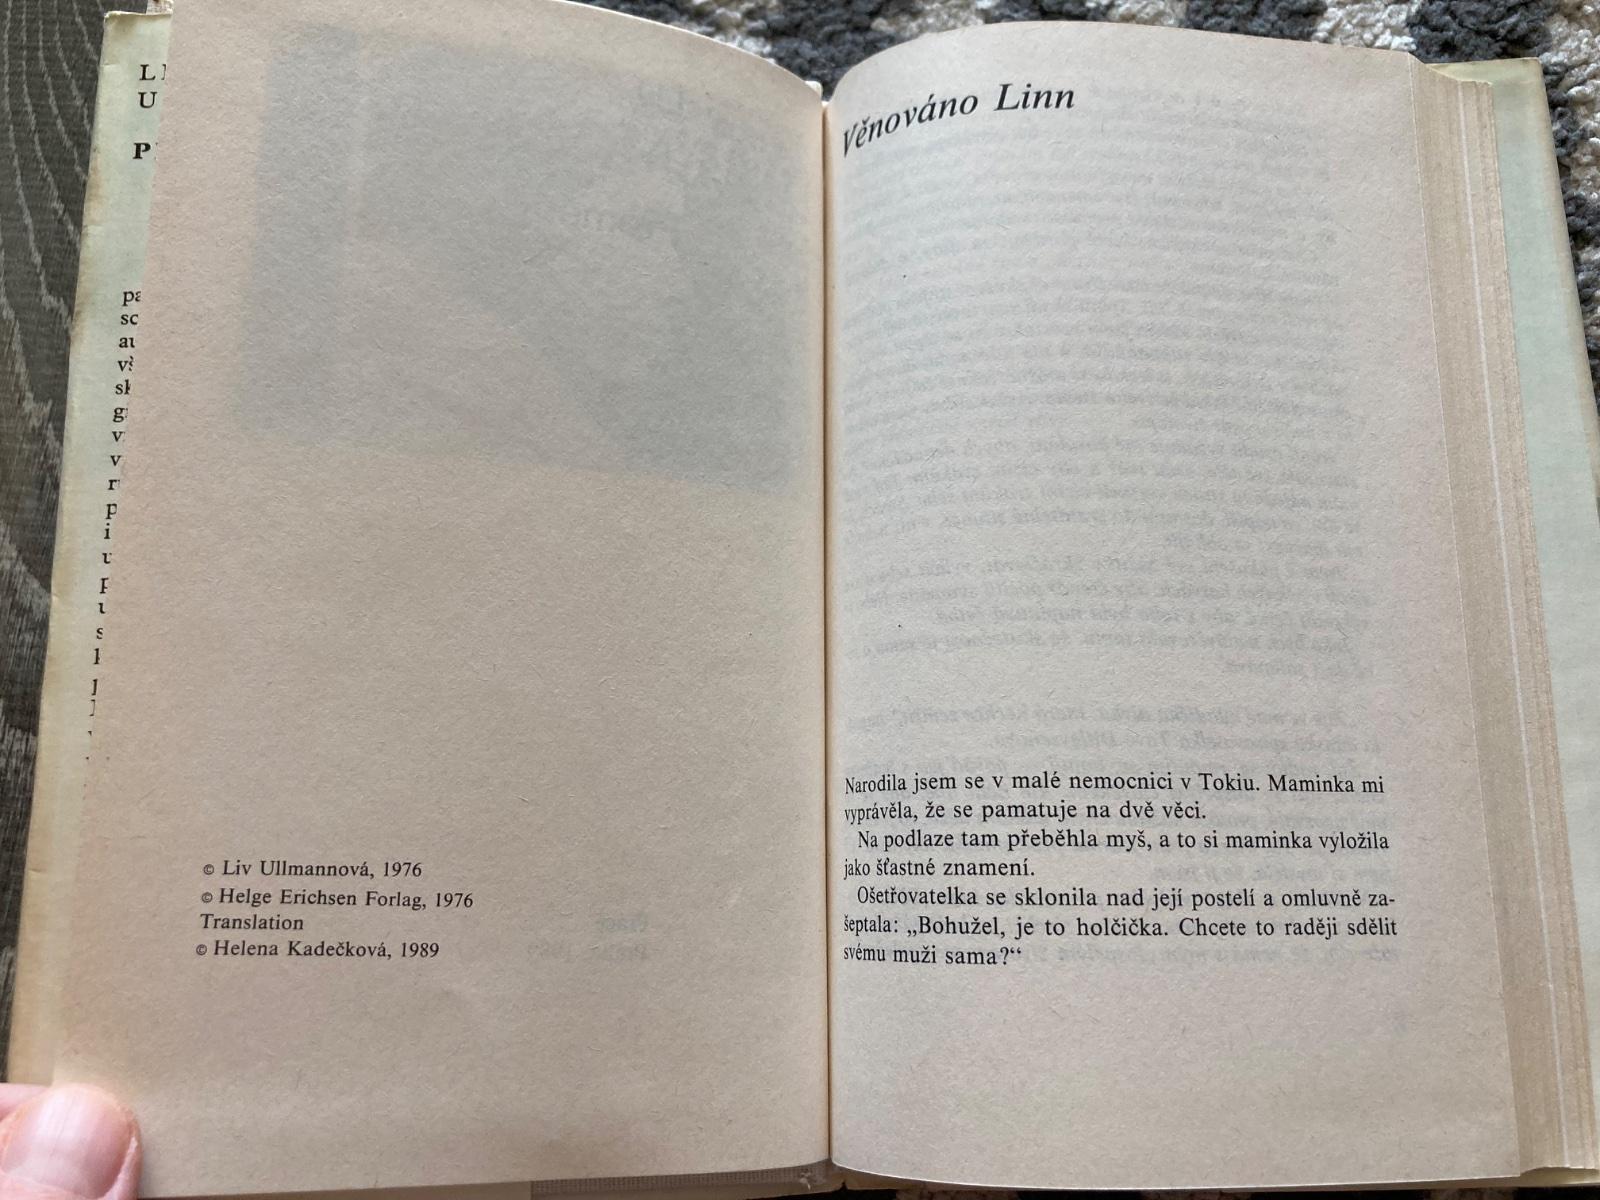 © Liv Ullmannová, 1976
© Helge Erichsen Forlag, 1976
Translation
© Helena Kadečková, 1989
Věnováno Linn
Narodila jsem se v malé nemocnici v Tokiu. Maminka mi
vyprávěla, že se pamatuje na dvě věci.
Na podlaze tam přeběhla myš, a to si maminka vyložila
jako šťastné znamení.
Ošetřovatelka se sklonila nad její postelí a omluvně za-
šeptala: „Bohužel, je to holčička. Chcete to raději sdělit
svému muži sama?“